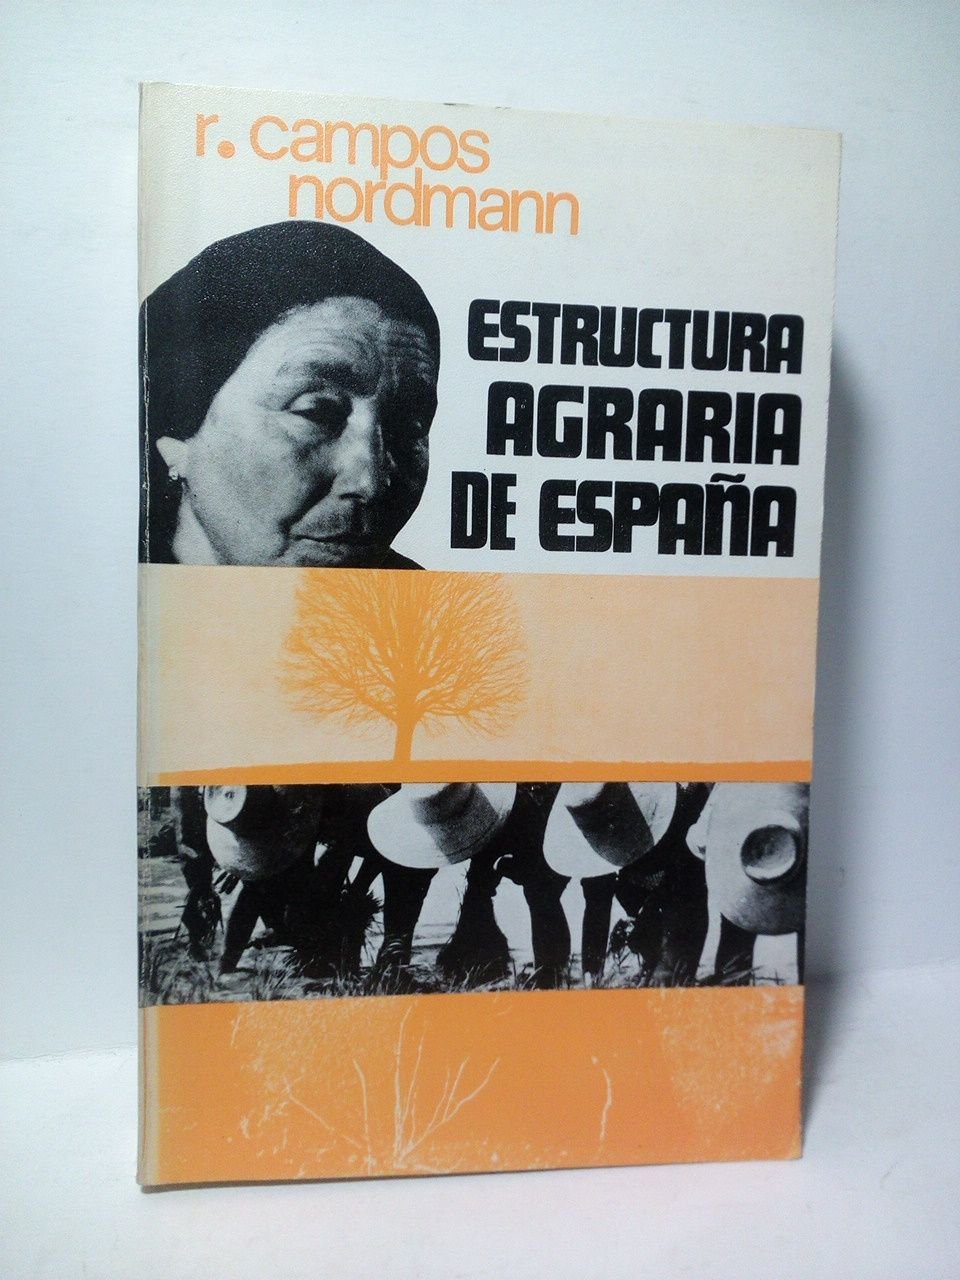 r. campos
nordmann
ESTRUCTURA
AGRARIA
DE ESPAÑA